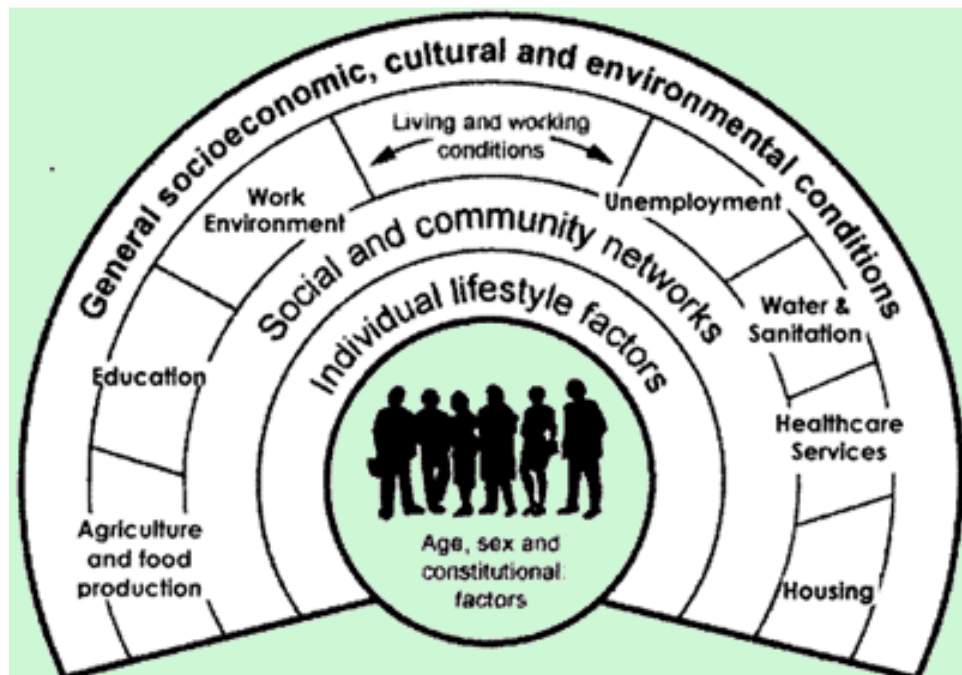 General socioeconomic, cultural and environmental conditions
Living and working
conditions
Work
Environment
Unemployment
Education
Water &
Sanitation
Agriculture
and food
production
Healthcare
Services
Housing
Social and community networks
Individual lifestyle factors
Age, sex and
constitutional
factors